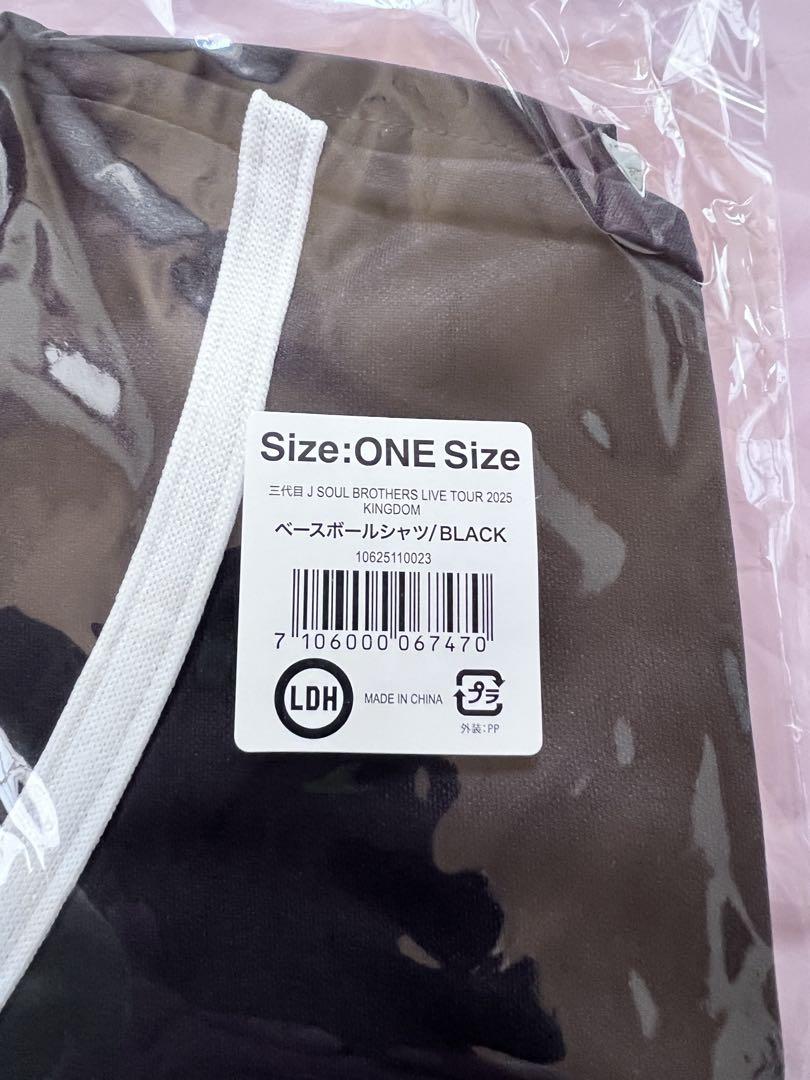 Size:ONE Size
三代目 J SOUL BROTHERS LIVE TOUR 2025
KINGDOM
ベースボールシャツ/BLACK
10625110023
7 106000 067470
LDH MADE IN CHINA プラ
外装:PP